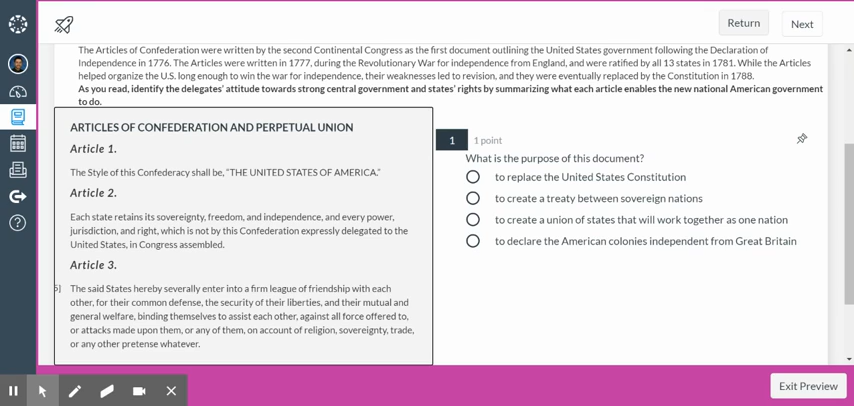 Return
Next
The Articles of Confederation were written by the second Continental Congress as the first document outlining the United States government following the Declaration of
Independence in 1776. The Articles were written in 1777, during the Revolutionary War for independence from England, and were ratified by all 13 states in 1781. While the Articles
helped organize the U.S. long enough to win the war for independence, their weaknesses led to revision, and they were eventually replaced by the Constitution in 1788.
As you read, identify the delegates' attitude towards strong central government and states' rights by summarizing what each article enables the new national American government
to do.
ARTICLES OF CONFEDERATION AND PERPETUAL UNION
Article 1.
The Style of this Confederacy shall be, “THE UNITED STATES OF AMERICA.”
Article 2.
Each state retains its sovereignty, freedom, and independence, and every power,
jurisdiction, and right, which is not by this Confederation expressly delegated to the
United States, in Congress assembled.
Article 3.
5] The said States hereby severally enter into a firm league of friendship with each
other, for their common defense, the security of their liberties, and their mutual and
general welfare, binding themselves to assist each other, against all force offered to,
or attacks made upon them, or any of them, on account of religion, sovereignty, trade,
or any other pretense whatever.
1 1 point
What is the purpose of this document?
to replace the United States Constitution
to create a treaty between sovereign nations
to create a union of states that will work together as one nation
to declare the American colonies independent from Great Britain
Exit Preview